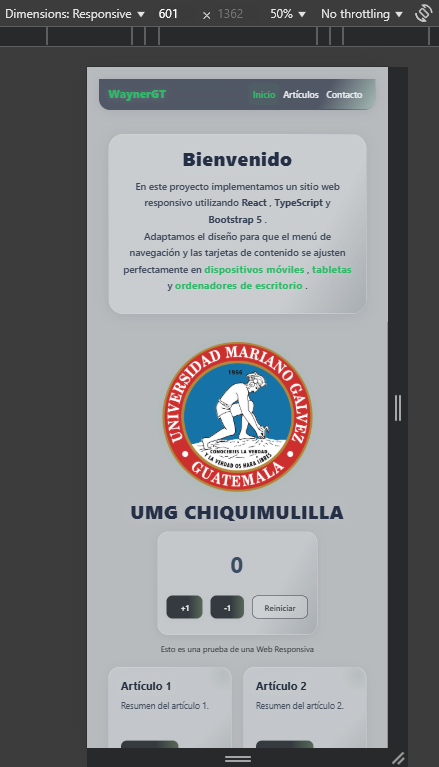 Dimensions: Responsive 601 × 1362 50% No throttling
WaynerGT Inicio Artículos Contacto
Bienvenido
En este proyecto implementamos un sitio web
responsivo utilizando React , TypeScript y
Bootstrap 5 .
Adaptamos el diseño para que el menú de
navegación y las tarjetas de contenido se ajusten
perfectamente en dispositivos móviles , tabletas
y ordenadores de escritorio .
UNIVERSIDAD MARIANO GALVEZ
1966
CONOCEREIS LA VERDAD
Y LA VERDAD OS HARA LIBRES
GUATEMALA
UMG CHIQUIMULILLA
0
+1 -1 Reiniciar
Esto es una prueba de una Web Responsiva
Artículo 1 Artículo 2
Resumen del artículo 1. Resumen del artículo 2.